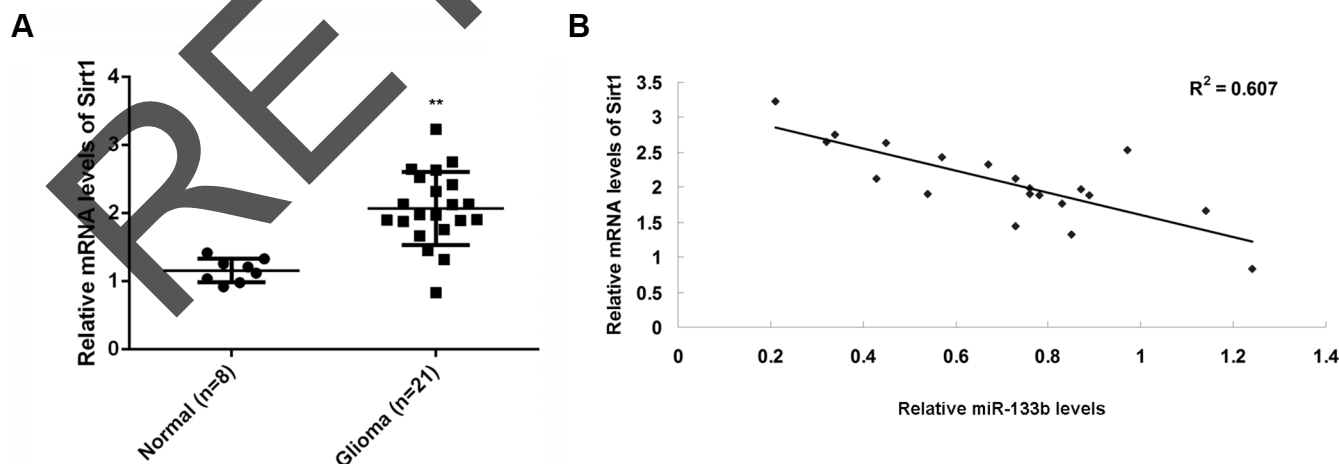 A
B
Relative mRNA levels of Sirt1
4
3
2
1
0
**
Normal (n=8)
Glioma (n=21)
RE
Relative mRNA levels of Sirt1
3.5
3
2.5
2
1.5
1
0.5
0
R² = 0.607
0 0.2 0.4 0.6 0.8 1 1.2 1.4
Relative miR-133b levels